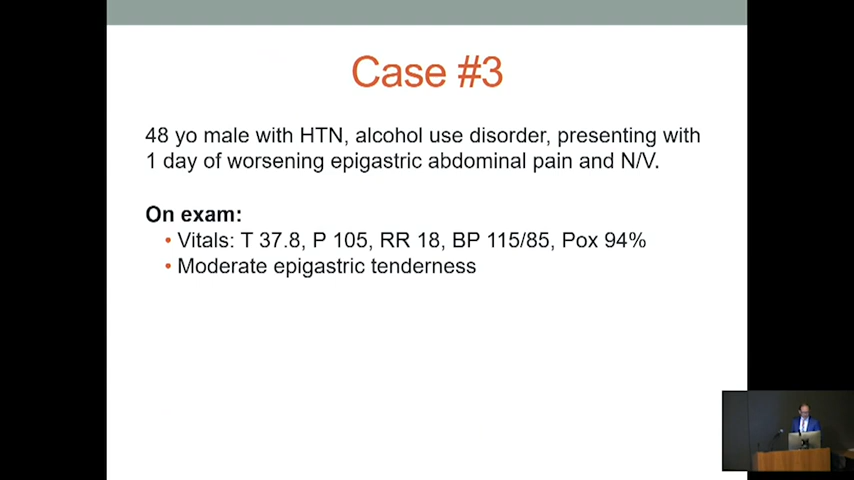 Case #3
48 yo male with HTN, alcohol use disorder, presenting with
1 day of worsening epigastric abdominal pain and N/V.
On exam:
• Vitals: T 37.8, P 105, RR 18, BP 115/85, Pox 94%
• Moderate epigastric tenderness